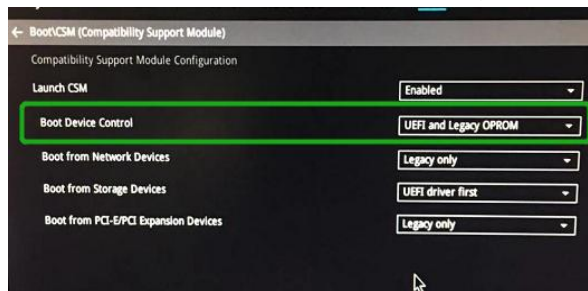 ← Boot\CSM (Compatibility Support Module)
Compatibility Support Module Configuration
Launch CSM Enabled
Boot Device Control UEFI and Legacy OPROM
Boot from Network Devices Legacy only
Boot from Storage Devices UEFI driver first
Boot from PCI-E/PCI Expansion Devices Legacy only